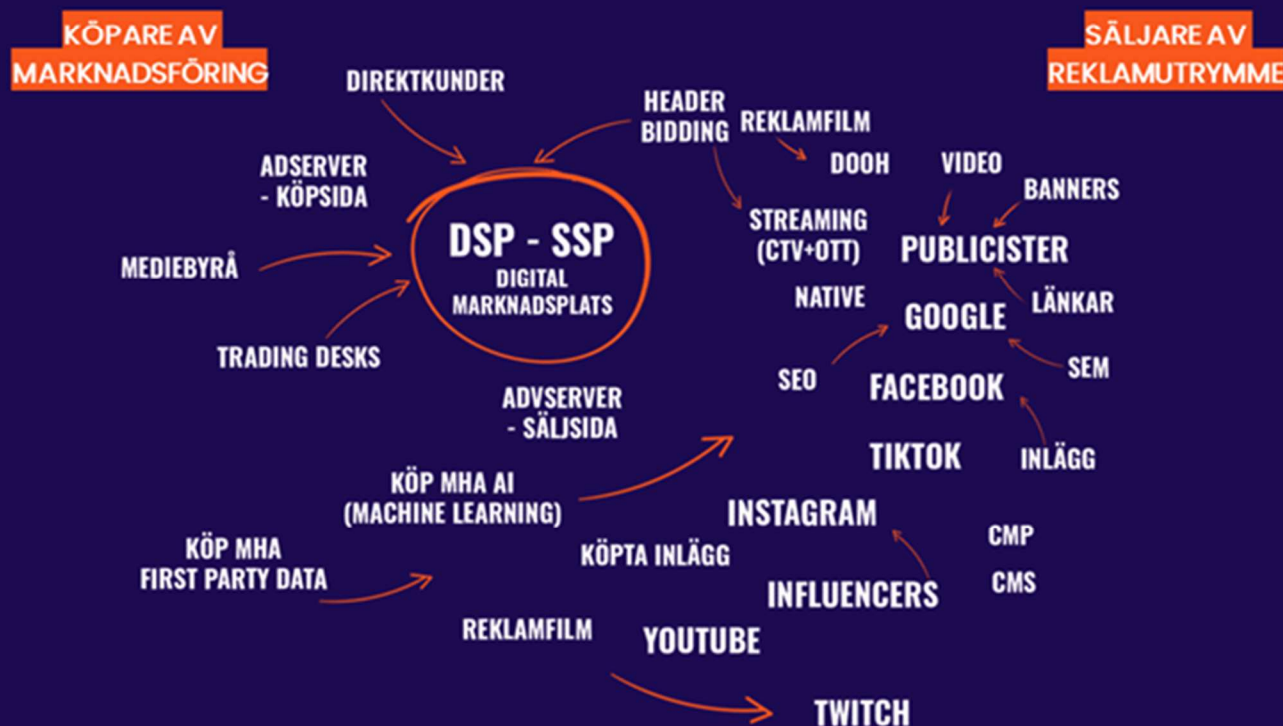 KÖPARE AV
MARKNADSFÖRING
SÄLJARE AV
REKLAMUTRYMME
DIREKTKUNDER
HEADER
BIDDING
REKLAMFILM
DOOH
VIDEO
BANNERS
ADSERVER
- KÖPSIDA
STREAMING
(CTV+OTT)
PUBLICISTER
DSP - SSP
DIGITAL
MARKNADSPLATS
MEDIEBYRÅ
NATIVE
LÄNKAR
GOOGLE
TRADING DESKS
SEO
SEM
FACEBOOK
ADVSERVER
- SÄLJSIDA
TIKTOK
INLÄGG
KÖP MHA AI
(MACHINE LEARNING)
INSTAGRAM
CMP
KÖP MHA
FIRST PARTY DATA
KÖPTA INLÄGG
CMS
INFLUENCERS
REKLAMFILM
YOUTUBE
TWITCH